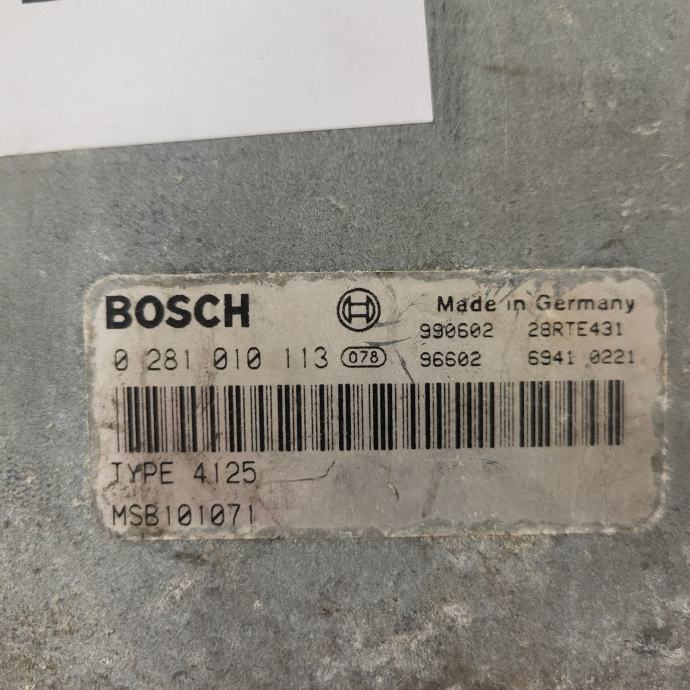 BOSCH Made in Germany
990602 28RTE431
0 281 010 113 078 96602 6941 0221
TYPE 4125
MSB101071